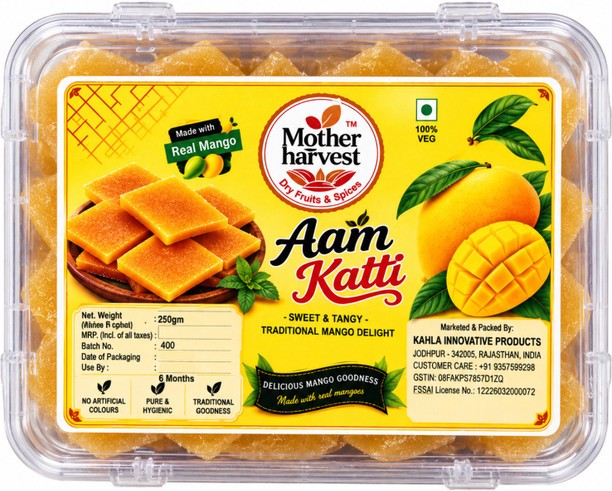 Made with
Real Mango
Mother
harvest
TM
Dry Fruits & Spices
100%
VEG
Aam
Katti
- SWEET & TANGY -
TRADITIONAL MANGO DELIGHT
Net. Weight : 250gm
MRP. (Incl. of all taxes) :
Batch No. : 400
Date of Packaging :
Use By :
6 Months
NO ARTIFICIAL
COLOURS
PURE &
HYGIENIC
TRADITIONAL
GOODNESS
DELICIOUS MANGO GOODNESS
Made with real mangoes
Marketed & Packed By:
KAHLA INNOVATIVE PRODUCTS
JODHPUR - 342005, RAJASTHAN, INDIA
CUSTOMER CARE : +91 9357599298
GSTIN: 08FAKPS7857D1ZQ
FSSAI License No.: 12226032000072